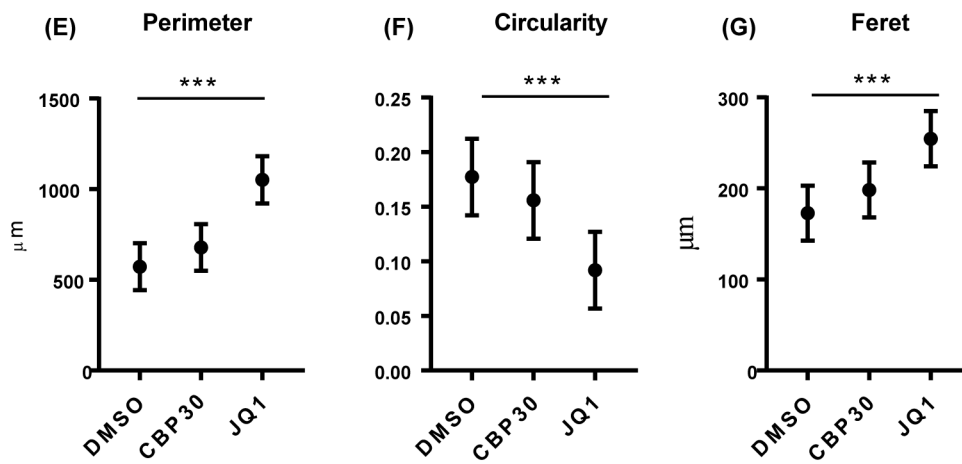 (E) Perimeter
***
1500
1000
500
0
μm
DMSO
CBP30
JQ1
(F) Circularity
***
0.25
0.20
0.15
0.10
0.05
0.00
DMSO
CBP30
JQ1
(G) Feret
***
300
200
100
0
μm
DMSO
CBP30
JQ1